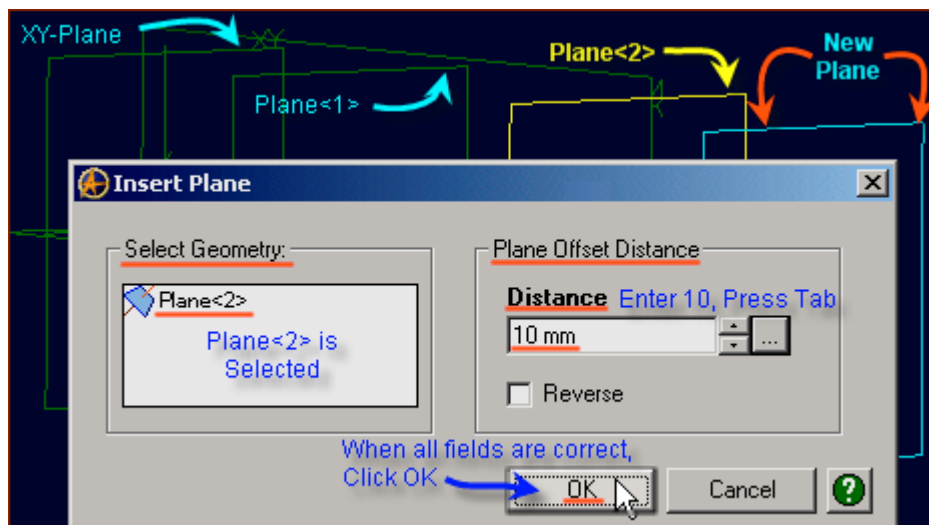 XY-Plane
XY
Plane<2>
New
Plane
Plane<1>
Insert Plane
Select Geometry:
Plane<2>
Plane<2> is
Selected
Plane Offset Distance
Distance Enter 10, Press Tab
10 mm
...
Reverse
When all fields are correct,
Click OK
OK
Cancel
?